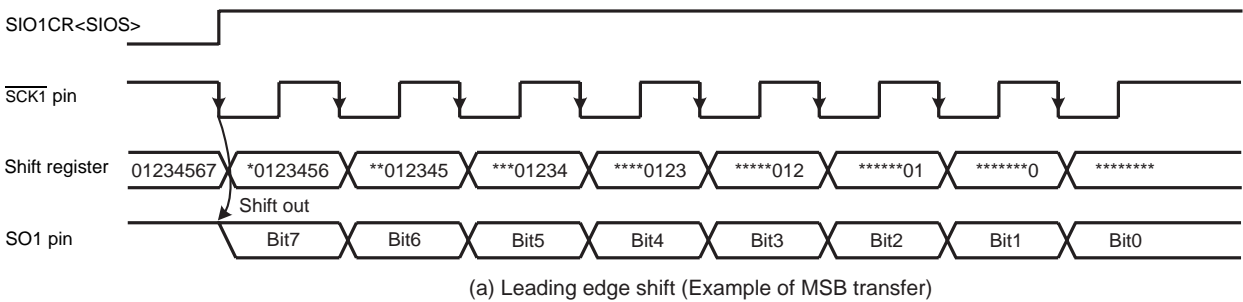 SIO1CR<SIOS>
SCK1 pin
Shift register 01234567 *0123456 **012345 ***01234 ****0123 *****012 ******01 *******0 ********
Shift out
SO1 pin Bit7 Bit6 Bit5 Bit4 Bit3 Bit2 Bit1 Bit0
(a) Leading edge shift (Example of MSB transfer)